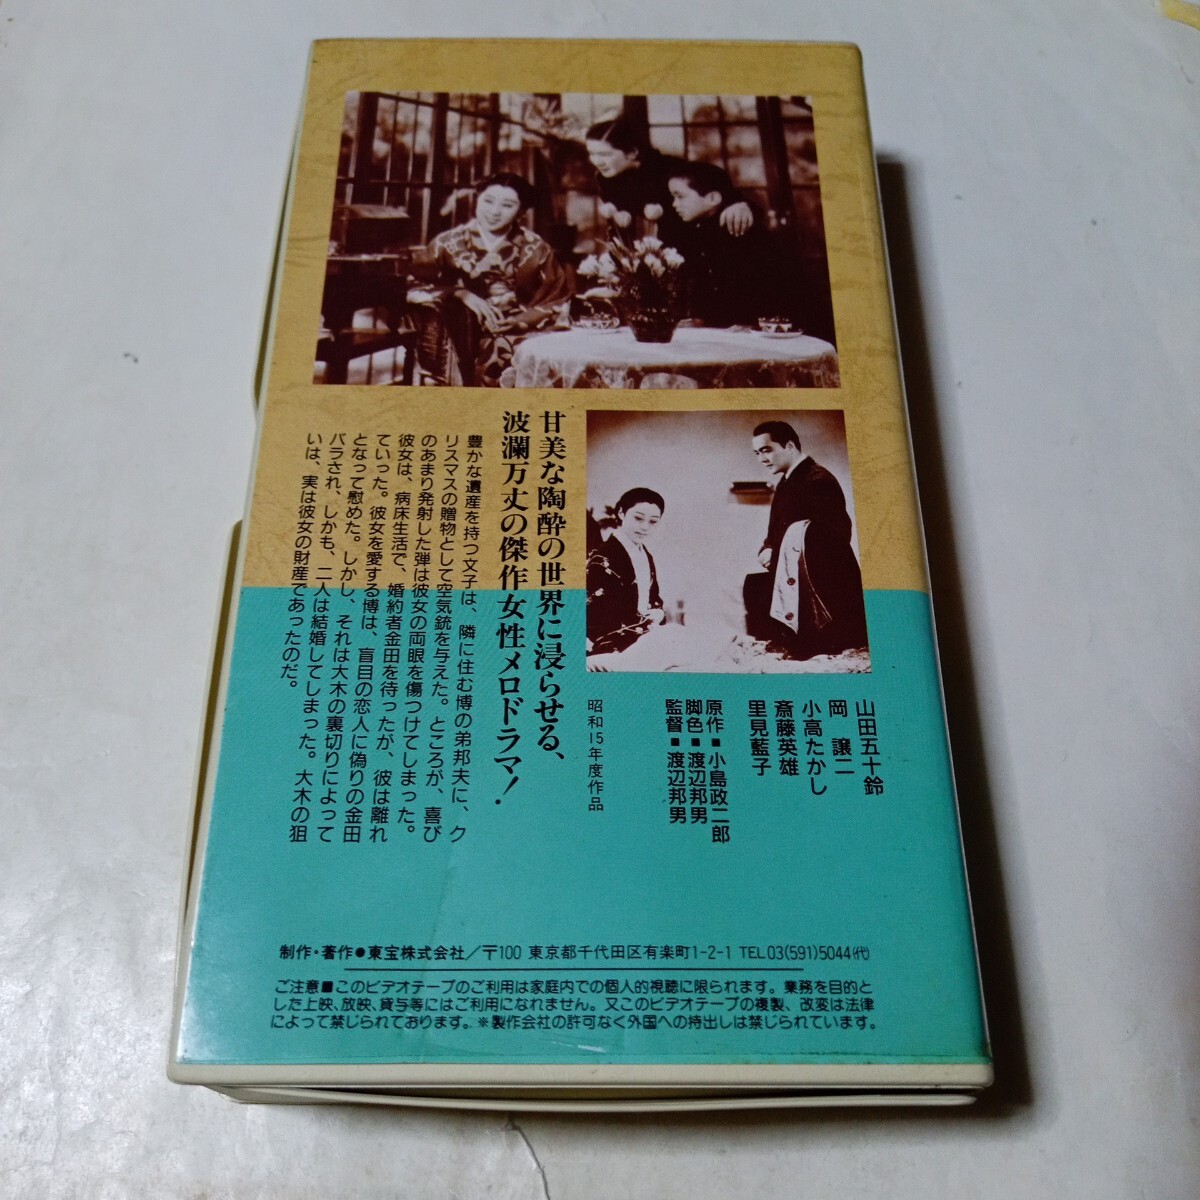 山田五十鈴
岡　譲二
小高たかし
斎藤英雄
里見藍子
原作■小島政二郎
脚色■渡辺邦男
監督■渡辺邦男
昭和15年度作品
甘美な陶酔の世界に浸らせる、
波瀾万丈の傑作女性メロドラマ!
豊かな遺産を持つ文子は、隣に住む博の弟邦夫に、ク
リスマスの贈物として空気銃を与えた。ところが、喜び
のあまり発射した弾は彼女の両眼を傷つけてしまった。
彼女は、病床生活で、婚約者金田を待ったが、彼は離れ
ていった。彼女を愛する博は、盲目の恋人に偽りの金田
となって慰めた。しかし、それは大木の裏切りによって
バラされ、しかも、二人は結婚してしまった。大木の狙
いは、実は彼女の財産であったのだ。
制作・著作●東宝株式会社/〒100 東京都千代田区有楽町1-2-1 TEL03(591)5044(代)
ご注意■このビデオテープのご利用は家庭内での個人的視聴に限られます。業務を目的と
した上映、放映、貸与等にはご利用になれません。又このビデオテープの複製、改変は法律
によって禁じられております。※製作会社の許可なく外国への持出しは禁じられています。